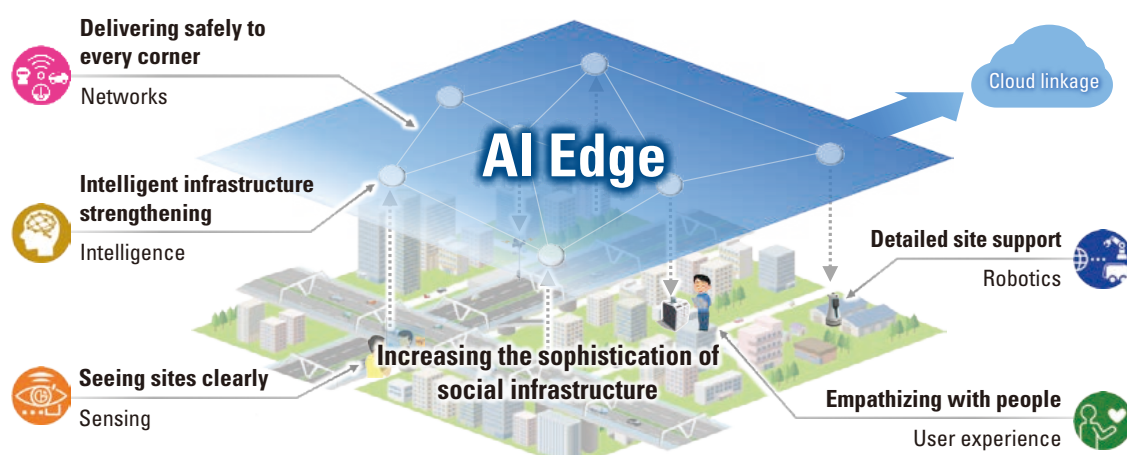 Delivering safely to
every corner
Networks
Cloud linkage
AI Edge
Intelligent infrastructure
strengthening
Intelligence
Detailed site support
Robotics
Increasing the sophistication of
social infrastructure
Seeing sites clearly
Sensing
Empathizing with people
User experience